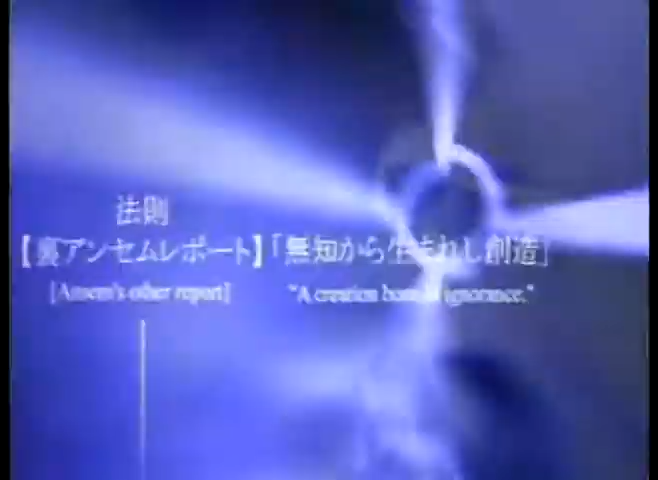 法則
【裏アンセムレポート】「無知から生まれし創造」
[Ansem's other report] "A creation born of ignorance."